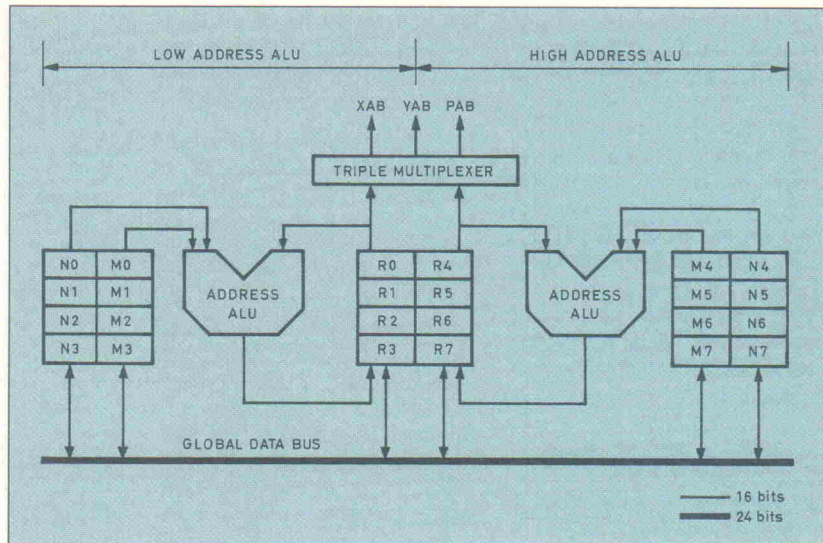 LOW ADDRESS ALU
HIGH ADDRESS ALU
XAB YAB PAB
TRIPLE MULTIPLEXER
N0 M0
N1 M1
N2 M2
N3 M3
ADDRESS
ALU
R0 R4
R1 R5
R2 R6
R3 R7
ADDRESS
ALU
M4 N4
M5 N5
M6 N6
M7 N7
GLOBAL DATA BUS
16 bits
24 bits